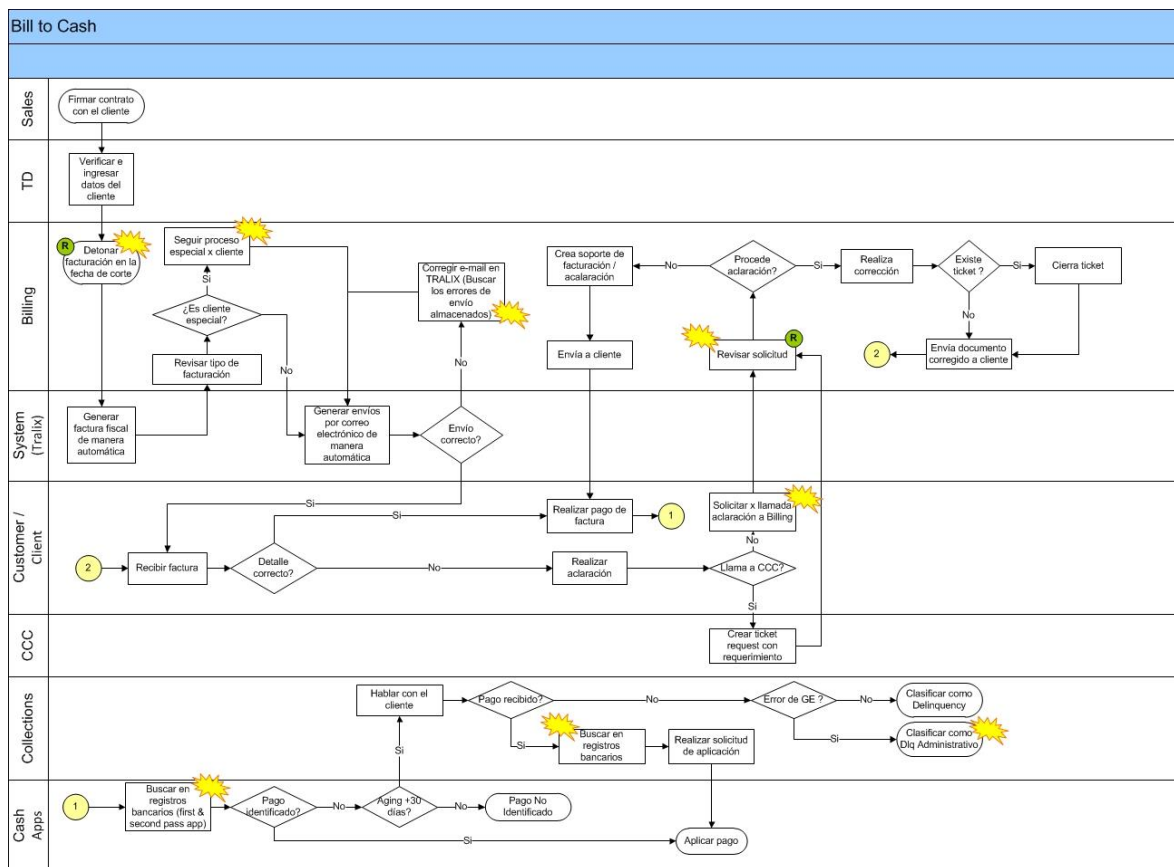 Bill to Cash
Sales
Firmar contrato
con el cliente
TD
Verificar e
ingresar
datos del
cliente
Billing
R
Detonar
facturación en la
fecha de corte
Seguir proceso
especial x cliente
Si
¿Es cliente
especial?
No
Revisar tipo de
facturación
Corregir e-mail en
TRALIX (Buscar
los errores de
envío
almacenados)
No
Crea soporte de
facturación /
acalaración
No
Procede
aclaración?
Si
Realiza
corrección
Existe
ticket ?
Si
Cierra ticket
No
Envía a cliente
R
Revisar solicitud
2
Envía documento
corregido a cliente
System
(Tralix)
Generar
factura fiscal
de manera
automática
Generar envíos
por correo
electrónico de
manera
automática
Envío
correcto?
Customer /
Client
Si
Si
Realizar pago de
factura
1
Solicitar x llamada
aclaración a Billing
No
2
Recibir factura
Detalle
correcto?
No
Realizar
aclaración
Llama a CCC?
Si
CCC
Crear ticket
request con
requerimiento
Collections
Hablar con el
cliente
Pago recibido?
No
Error de GE ?
No
Clasificar como
Delinquency
Si
Si
Buscar en
registros
bancarios
Realizar solicitud
de aplicación
Si
Clasificar como
Dlq Administrativo
Cash
Apps
1
Buscar en
registros
bancarios (first &
second pass app)
Pago
identificado?
No
Aging +30
días?
No
Pago No
Identificado
Si
Aplicar pago